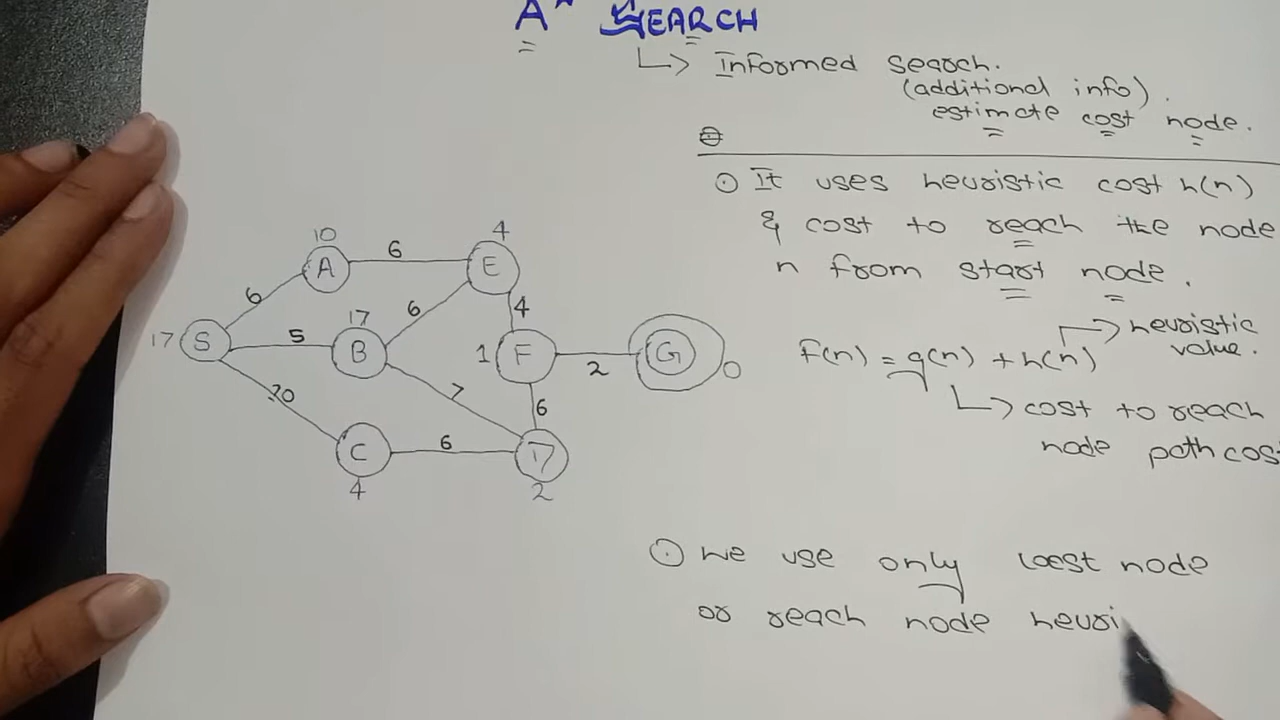 A* SEARCH
Informed search.
(additional info).
estimate cost node.
It uses heuristic cost h(n)
& cost to reach the node
n from start node.
heuristic
value.
f(n) = g(n) + h(n)
cost to reach
node path cos
10
4
A
6
E
6
17
6
4
17
S
5
B
1
F
2
G
0
10
7
6
C
6
D
4
2
We use only last node
or reach node heuri